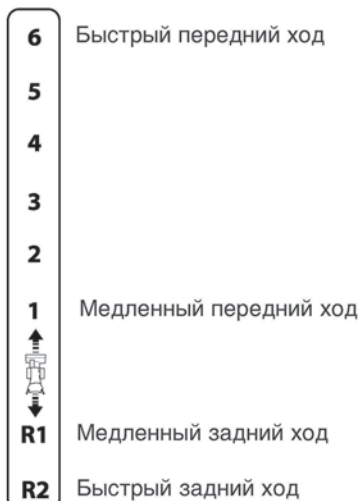 6 Быстрый передний ход
5
4
3
2
1 Медленный передний ход
R1 Медленный задний ход
R2 Быстрый задний ход